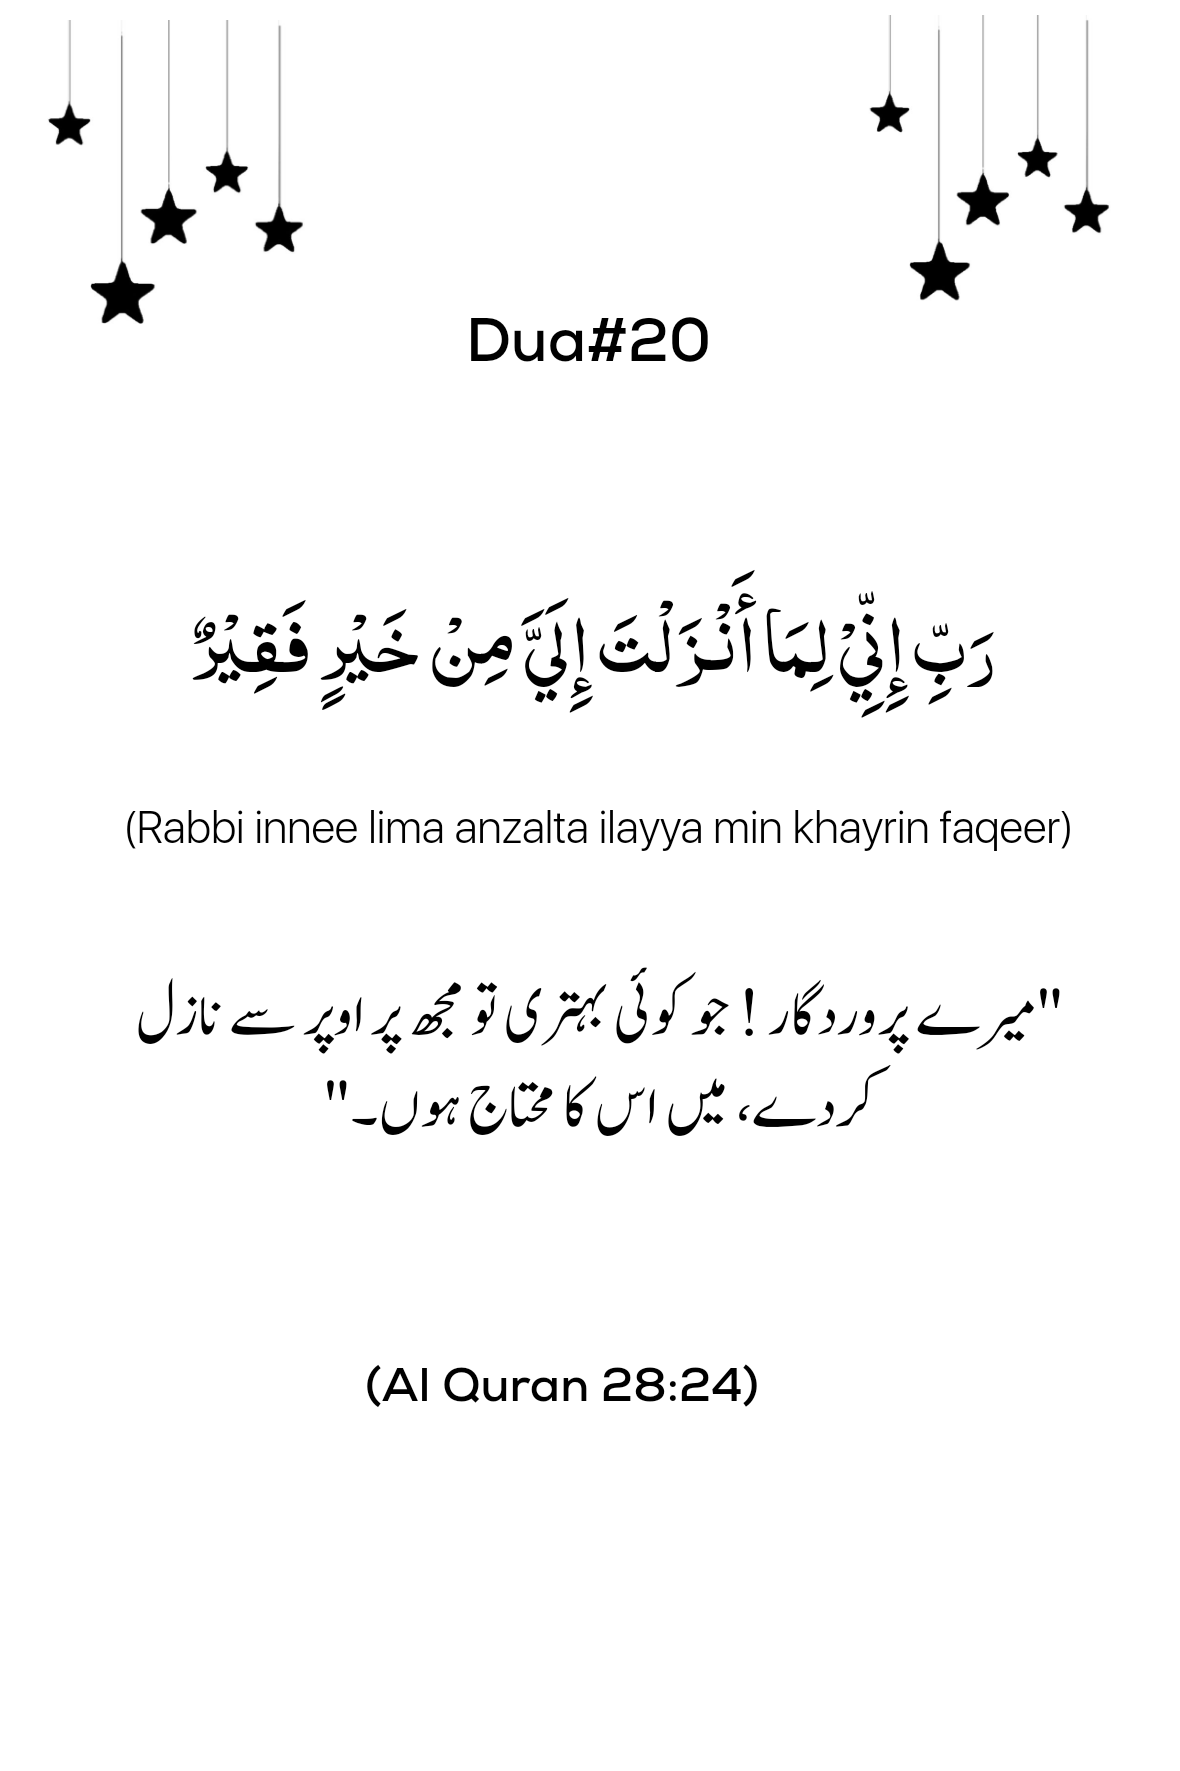 Dua#20
رَبِّ إِنِّيْ لِمَا أَنْزَلْتَ إِلَيَّ مِنْ خَيْرٍ فَقِيْرٌ
(Rabbi innee lima anzalta ilayya min khayrin faqeer)
"میرے پروردگار ! جو کوئی بہتری تو مجھ پر اوپر سے نازل
کردے، میں اس کا محتاج ہوں۔"
(Al Quran 28:24)